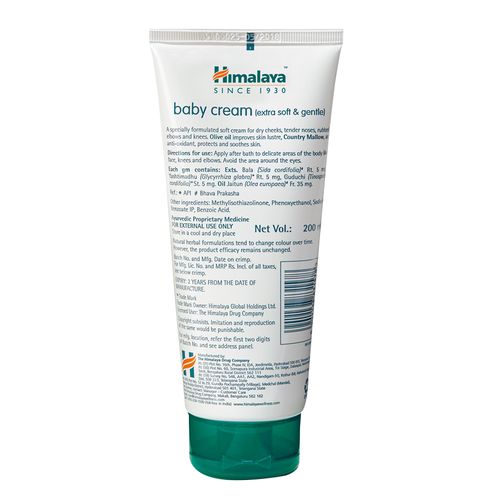 Himalaya™
SINCE 1930
baby cream (extra soft & gentle)
A specially formulated soft cream for dry cheeks, tender noses, rubbed
elbows and knees. Olive oil improves skin lustre, Country Mallow,
anti-oxidant, protects and soothes skin.
Directions for use: Apply after bath to delicate areas of the body like
face, knees and elbows. Avoid the area around the eyes.
Each gm contains: Exts. Bala (Sida cordifolia)* Rt. 5 mg,
Yashtimadhu (Glycyrrhiza glabra)* Rt. 5 mg, Guduchi (Tinospora
cordifolia)* St. 5 mg. Oil Jaitun (Olea europaea)# Fr. 35 mg.
Ref.: * API # Bhava Prakasha
Other ingredients: Methylisothiazolinone, Phenoxyethanol, Sodium
Benzoate IP, Benzoic Acid.
Ayurvedic Proprietary Medicine
FOR EXTERNAL USE ONLY
Store in a cool and dry place
Net Vol.: 200 ml
Natural herbal formulations tend to change colour over time.
However, the product efficacy remains unchanged.
Batch No. and Mfg. Date on crimp.
For Mfg. Lic. No. and MRP Rs. Incl. of all taxes,
see below crimp.
EXPIRY: 2 YEARS FROM THE DATE OF
MANUFACTURE.
* Trade Mark
Trade Mark Owner: Himalaya Global Holdings Ltd.
Licensed User: The Himalaya Drug Company
Copyright subsists. Imitation and reproduction
of the same would be punishable.
For mfg. location, refer the first two digits
of Batch No. and see address panel.
Manufactured by:
The Himalaya Drug Company
www.himalayawellness.com